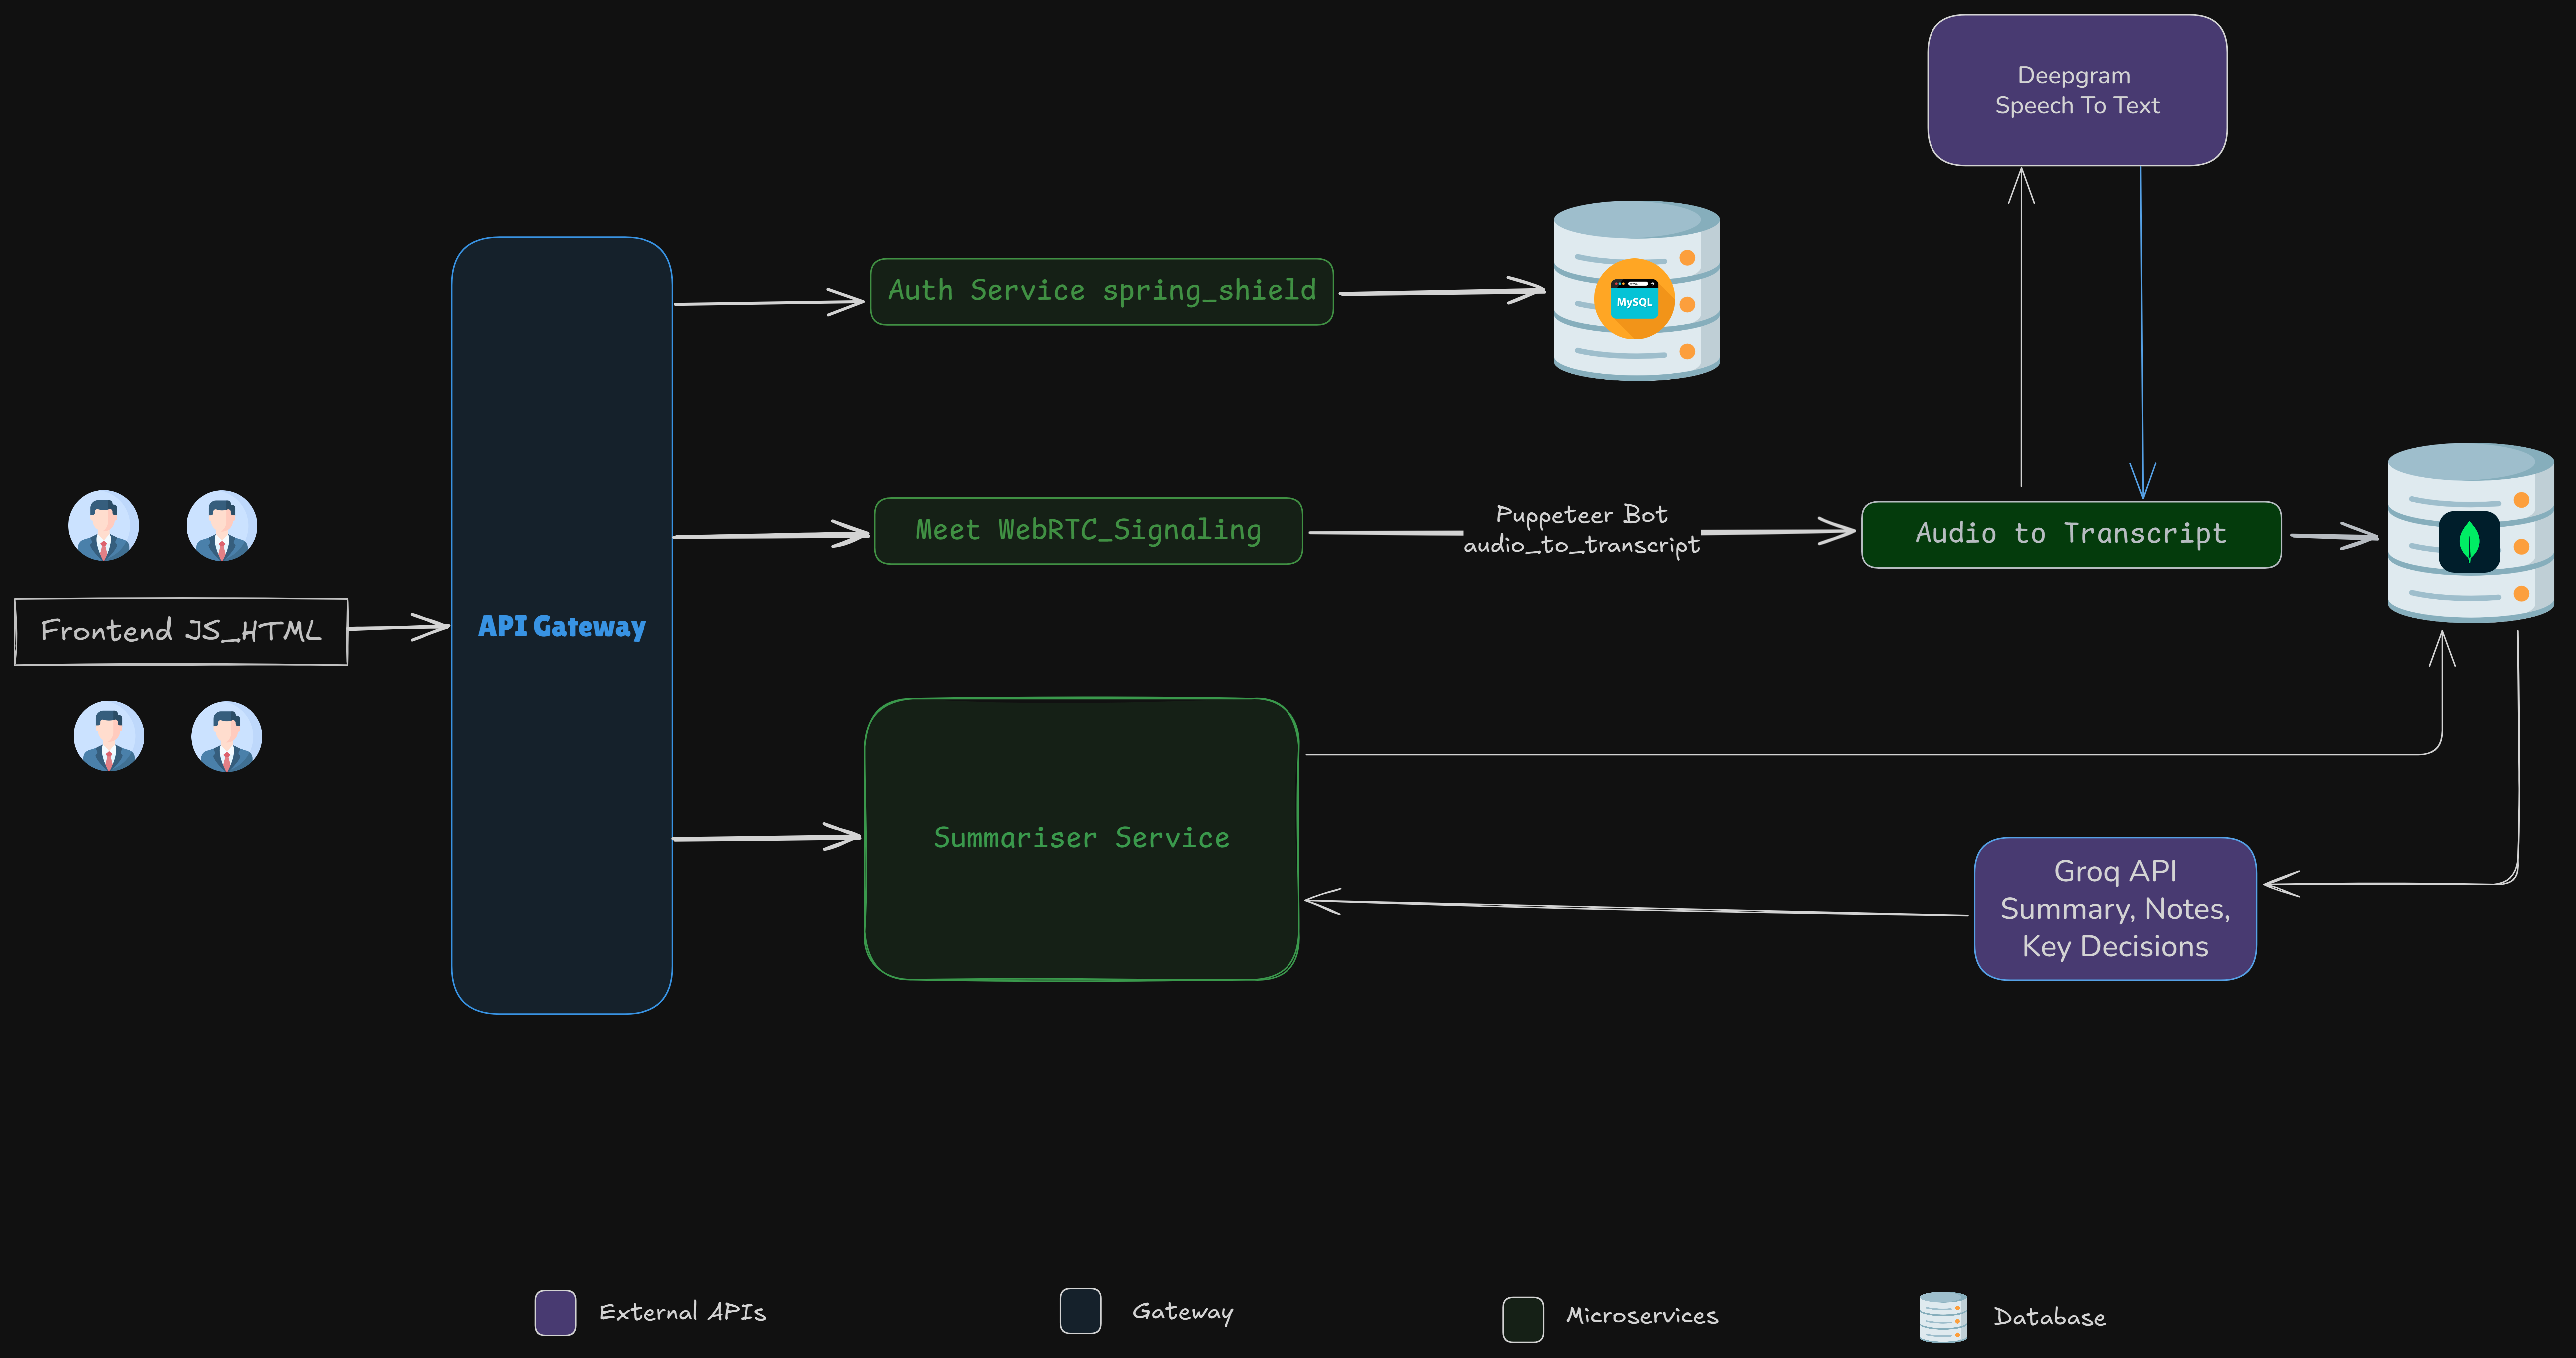 Deepgram
Speech To Text
Auth Service spring_shield
MySQL
Meet WebRTC_Signaling
Puppeteer Bot
audio_to_transcript
Audio to Transcript
Frontend JS_HTML
API Gateway
Summariser Service
Groq API
Summary, Notes,
Key Decisions
External APIs
Gateway
Microservices
Database